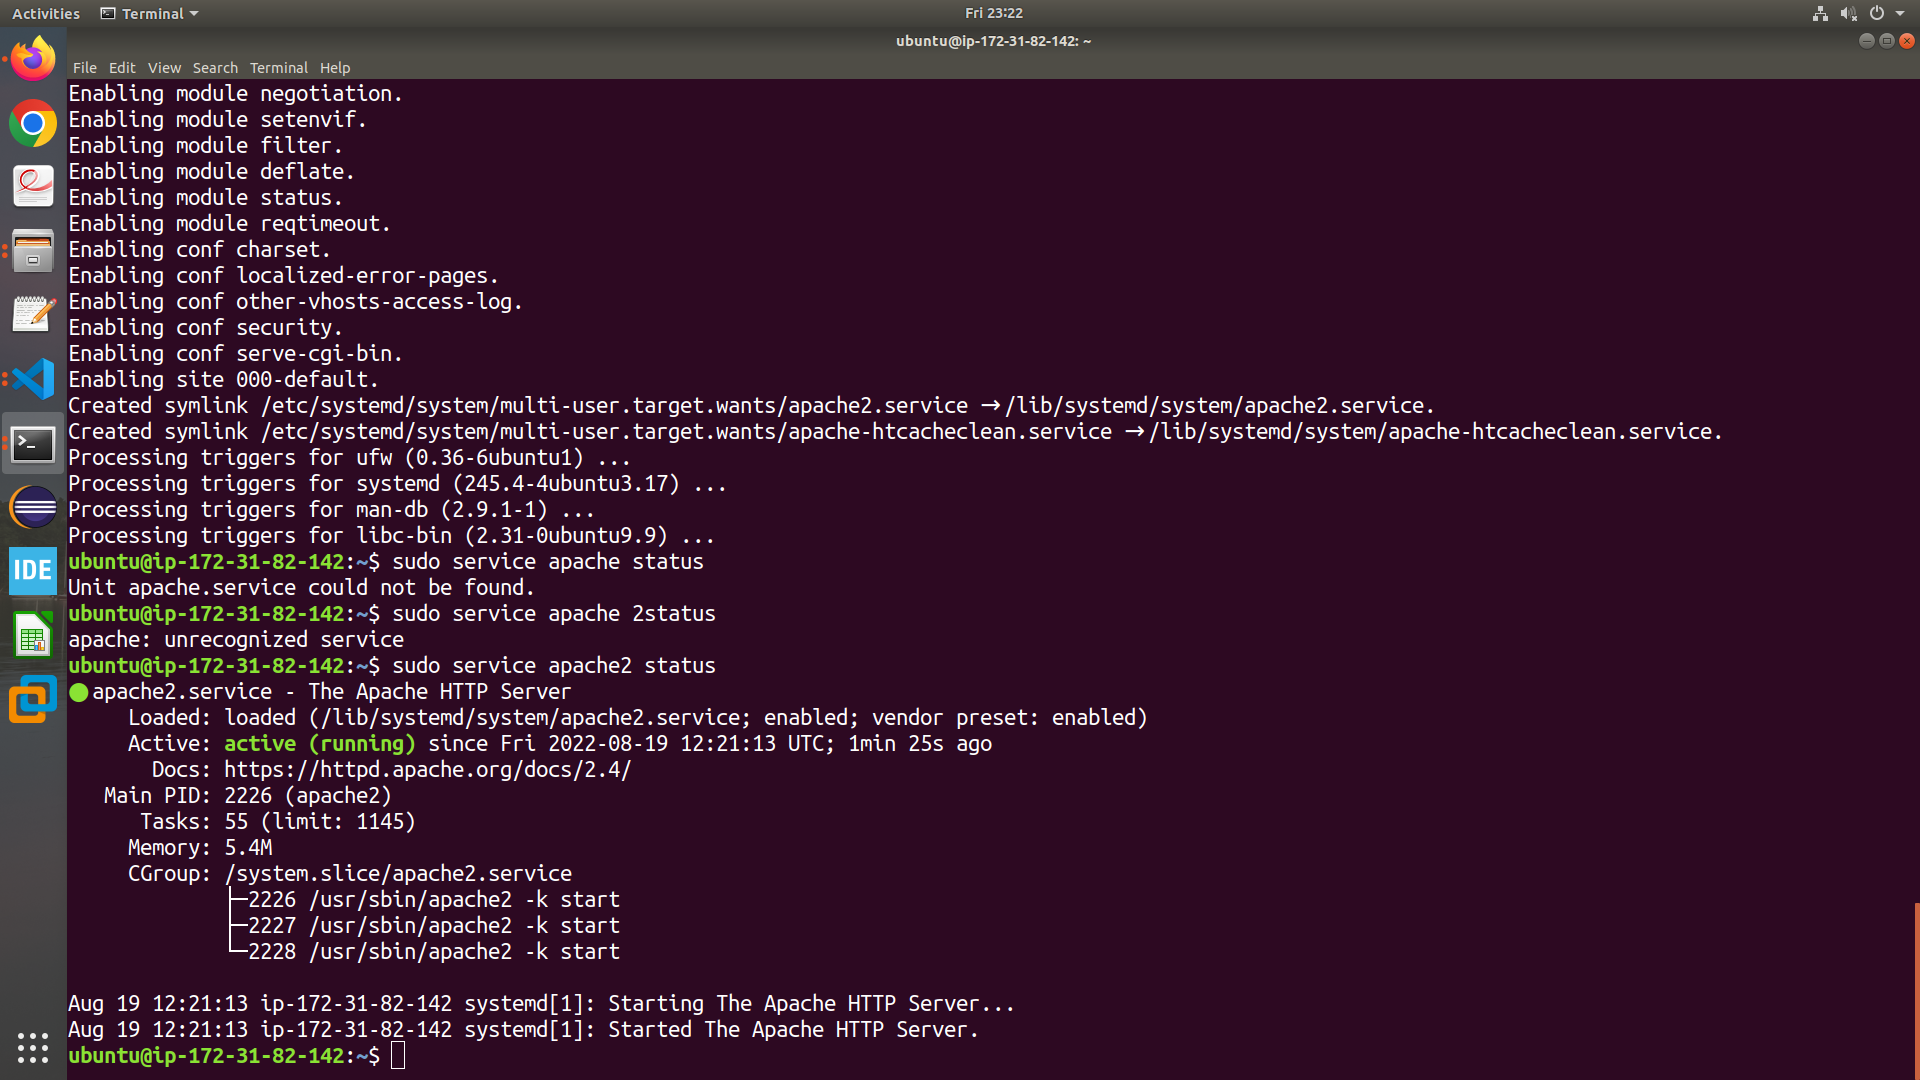 Activities Terminal Fri 23:22
ubuntu@ip-172-31-82-142: ~
File Edit View Search Terminal Help
Enabling module negotiation.
Enabling module setenvif.
Enabling module filter.
Enabling module deflate.
Enabling module status.
Enabling module reqtimeout.
Enabling conf charset.
Enabling conf localized-error-pages.
Enabling conf other-vhosts-access-log.
Enabling conf security.
Enabling conf serve-cgi-bin.
Enabling site 000-default.
Created symlink /etc/systemd/system/multi-user.target.wants/apache2.service → /lib/systemd/system/apache2.service.
Created symlink /etc/systemd/system/multi-user.target.wants/apache-htcacheclean.service → /lib/systemd/system/apache-htcacheclean.service.
Processing triggers for ufw (0.36-6ubuntu1) ...
Processing triggers for systemd (245.4-4ubuntu3.17) ...
Processing triggers for man-db (2.9.1-1) ...
Processing triggers for libc-bin (2.31-0ubuntu9.9) ...
ubuntu@ip-172-31-82-142:~$ sudo service apache status
Unit apache.service could not be found.
ubuntu@ip-172-31-82-142:~$ sudo service apache 2status
apache: unrecognized service
ubuntu@ip-172-31-82-142:~$ sudo service apache2 status
● apache2.service - The Apache HTTP Server
Loaded: loaded (/lib/systemd/system/apache2.service; enabled; vendor preset: enabled)
Active: active (running) since Fri 2022-08-19 12:21:13 UTC; 1min 25s ago
Docs: https://httpd.apache.org/docs/2.4/
Main PID: 2226 (apache2)
Tasks: 55 (limit: 1145)
Memory: 5.4M
CGroup: /system.slice/apache2.service
├─2226 /usr/sbin/apache2 -k start
├─2227 /usr/sbin/apache2 -k start
└─2228 /usr/sbin/apache2 -k start
Aug 19 12:21:13 ip-172-31-82-142 systemd[1]: Starting The Apache HTTP Server...
Aug 19 12:21:13 ip-172-31-82-142 systemd[1]: Started The Apache HTTP Server.
ubuntu@ip-172-31-82-142:~$
IDE